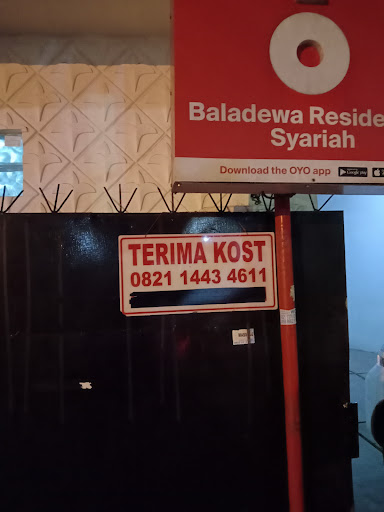 Baladewa Reside
Syariah
Download the OYO app
TERIMA KOST
0821 1443 4611